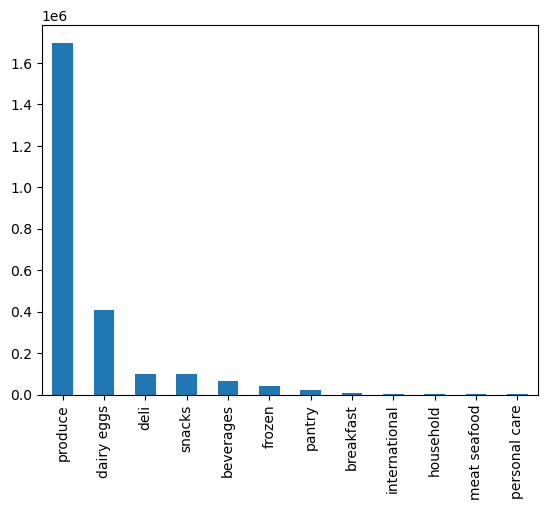 1e6
1.6
1.4
1.2
1.0
0.8
0.6
0.4
0.2
0.0
produce
dairy eggs
deli
snacks
beverages
frozen
pantry
breakfast
international
household
meat seafood
personal care